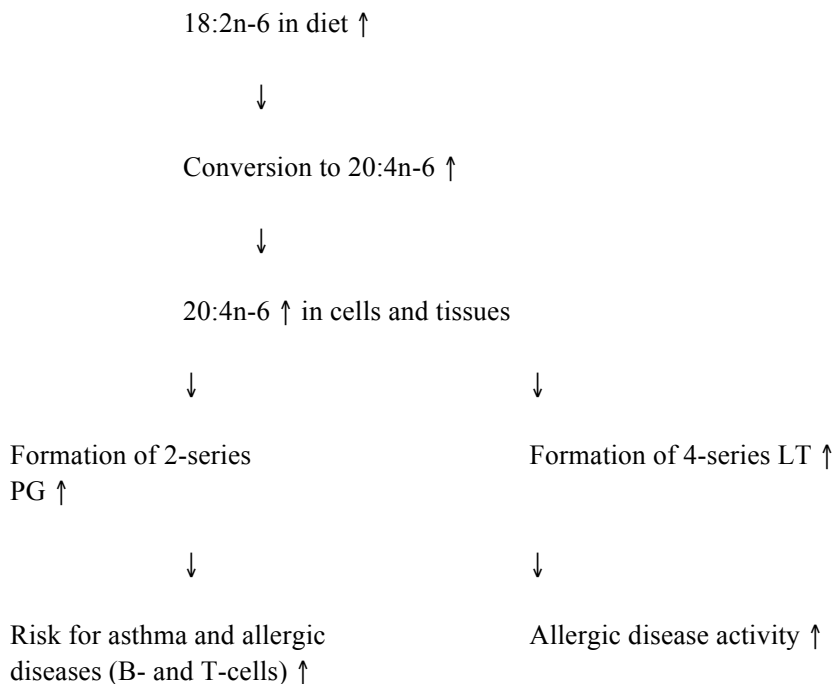 18:2n-6 in diet ↑
↓
Conversion to 20:4n-6 ↑
↓
20:4n-6 ↑ in cells and tissues
↓ ↓
Formation of 2-series
PG ↑
Formation of 4-series LT ↑
↓ ↓
Risk for asthma and allergic
diseases (B- and T-cells) ↑
Allergic disease activity ↑